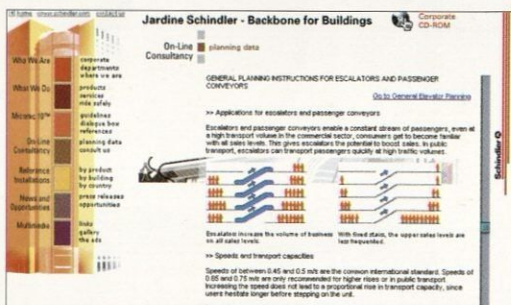 home www.schindler.com contact us
Jardine Schindler - Backbone for Buildings
Corporate
CD-ROM
On-Line
Consultancy
planning data
Who We Are
corporate
departments
where we are
What We Do
products
services
ride safely
guidelines
dialogue box
references
On-Line
Consultancy
planning data
consult us
Reference
Installations
by product
by building
by country
News and
Opportunities
press releases
opportunities
Multimedia
links
gallery
the ads
GENERAL PLANNING INSTRUCTIONS FOR ESCALATORS AND PASSENGER
CONVEYORS
Go to General Elevator Planning
>> Applications for escalators and passenger conveyors
Escalators and passenger conveyors enable a constant stream of passengers, even at
a high transport volume in the commercial sector, consumers get to become familiar
with all sales levels. This gives escalators the potential to boost sales. In public
transport, escalators can transport passengers quickly at high traffic volumes.
Escalators increase the volume of business
on all sales levels.
With fixed stairs, the upper sales levels are
less frequented.
>> Speeds and transport capacities
Speeds of between 0.45 and 0.5 m/s are the common international standard. Speeds of
0.65 and 0.75 m/s are only recommended for higher rises or in public transport.
Increasing the speed does not lead to a proportional rise in transport capacity, since
users hesitate longer before stepping on the unit.
Schindler